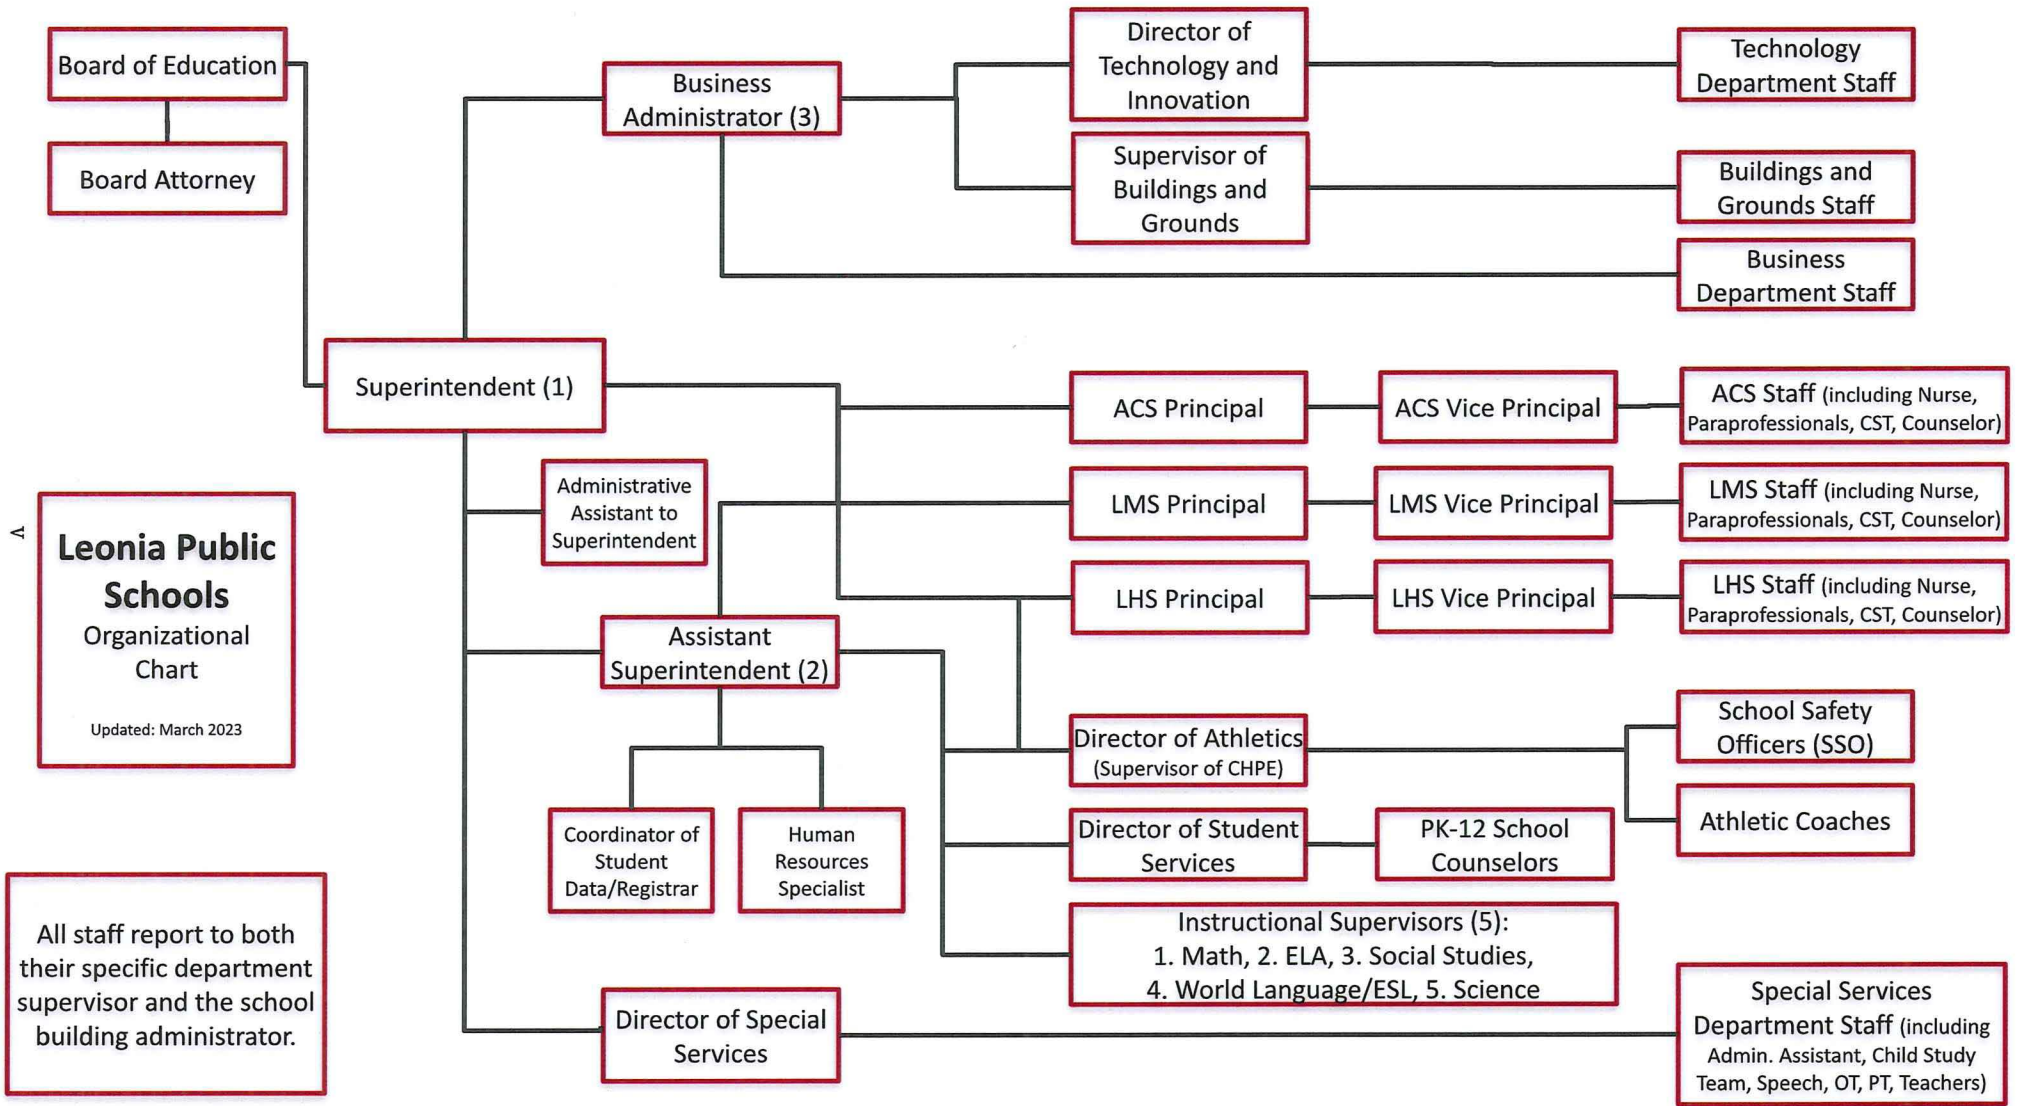 Board of Education
Board Attorney
Business
Administrator (3)
Director of
Technology and
Innovation
Technology
Department Staff
Supervisor of
Buildings and
Grounds
Buildings and
Grounds Staff
Business
Department Staff
Superintendent (1)
ACS Principal
ACS Vice Principal
ACS Staff (including Nurse,
Paraprofessionals, CST, Counselor)
Administrative
Assistant to
Superintendent
LMS Principal
LMS Vice Principal
LMS Staff (including Nurse,
Paraprofessionals, CST, Counselor)
Leonia Public
Schools
Organizational
Chart
Updated: March 2023
LHS Principal
LHS Vice Principal
LHS Staff (including Nurse,
Paraprofessionals, CST, Counselor)
Assistant
Superintendent (2)
Director of Athletics
(Supervisor of CHPE)
School Safety
Officers (SSO)
Athletic Coaches
Coordinator of
Student
Data/Registrar
Human
Resources
Specialist
Director of Student
Services
PK-12 School
Counselors
Instructional Supervisors (5):
1. Math, 2. ELA, 3. Social Studies,
4. World Language/ESL, 5. Science
All staff report to both
their specific department
supervisor and the school
building administrator.
Director of Special
Services
Special Services
Department Staff (including
Admin. Assistant, Child Study
Team, Speech, OT, PT, Teachers)